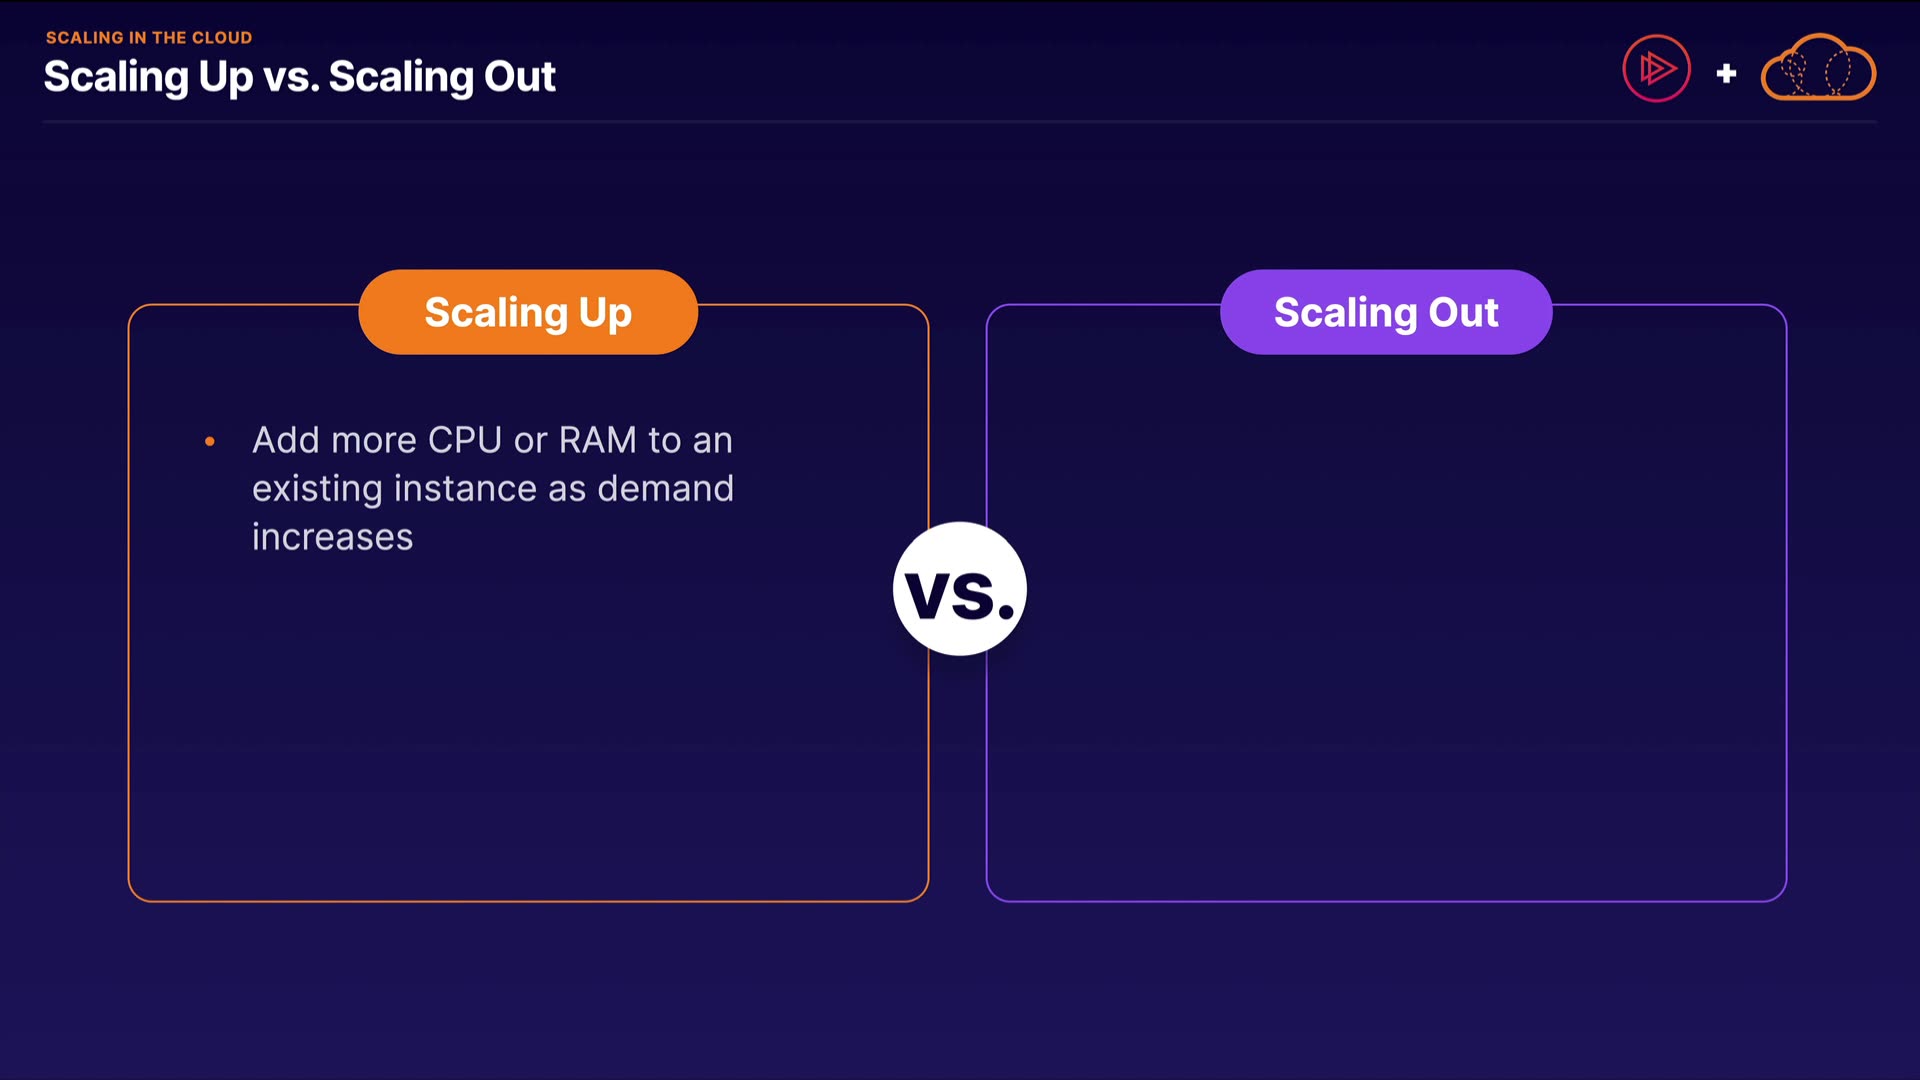 SCALING IN THE CLOUD
Scaling Up vs. Scaling Out
+
Scaling Up
• Add more CPU or RAM to an
existing instance as demand
increases
vs.
Scaling Out